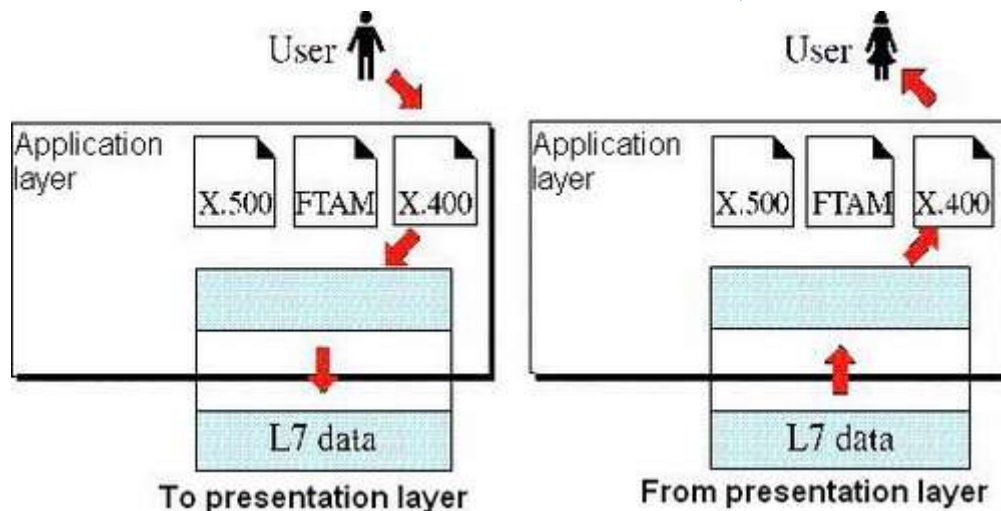 User
Application
layer
X.500 FTAM X.400
L7 data
To presentation layer
User
Application
layer
X.500 FTAM X.400
L7 data
From presentation layer